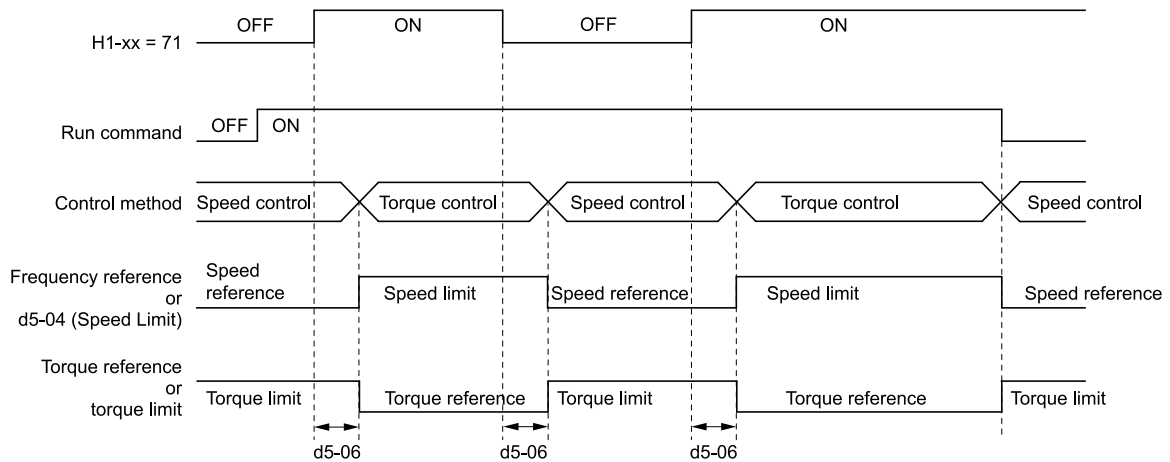 H1-xx = 71
OFF
ON
OFF
ON
Run command
OFF
ON
Control method
Speed control
Torque control
Speed control
Torque control
Speed control
Frequency reference
or
d5-04 (Speed Limit)
Speed
reference
Speed limit
Speed reference
Speed limit
Speed reference
Torque reference
or
torque limit
Torque limit
Torque reference
Torque limit
Torque reference
Torque limit
d5-06
d5-06
d5-06